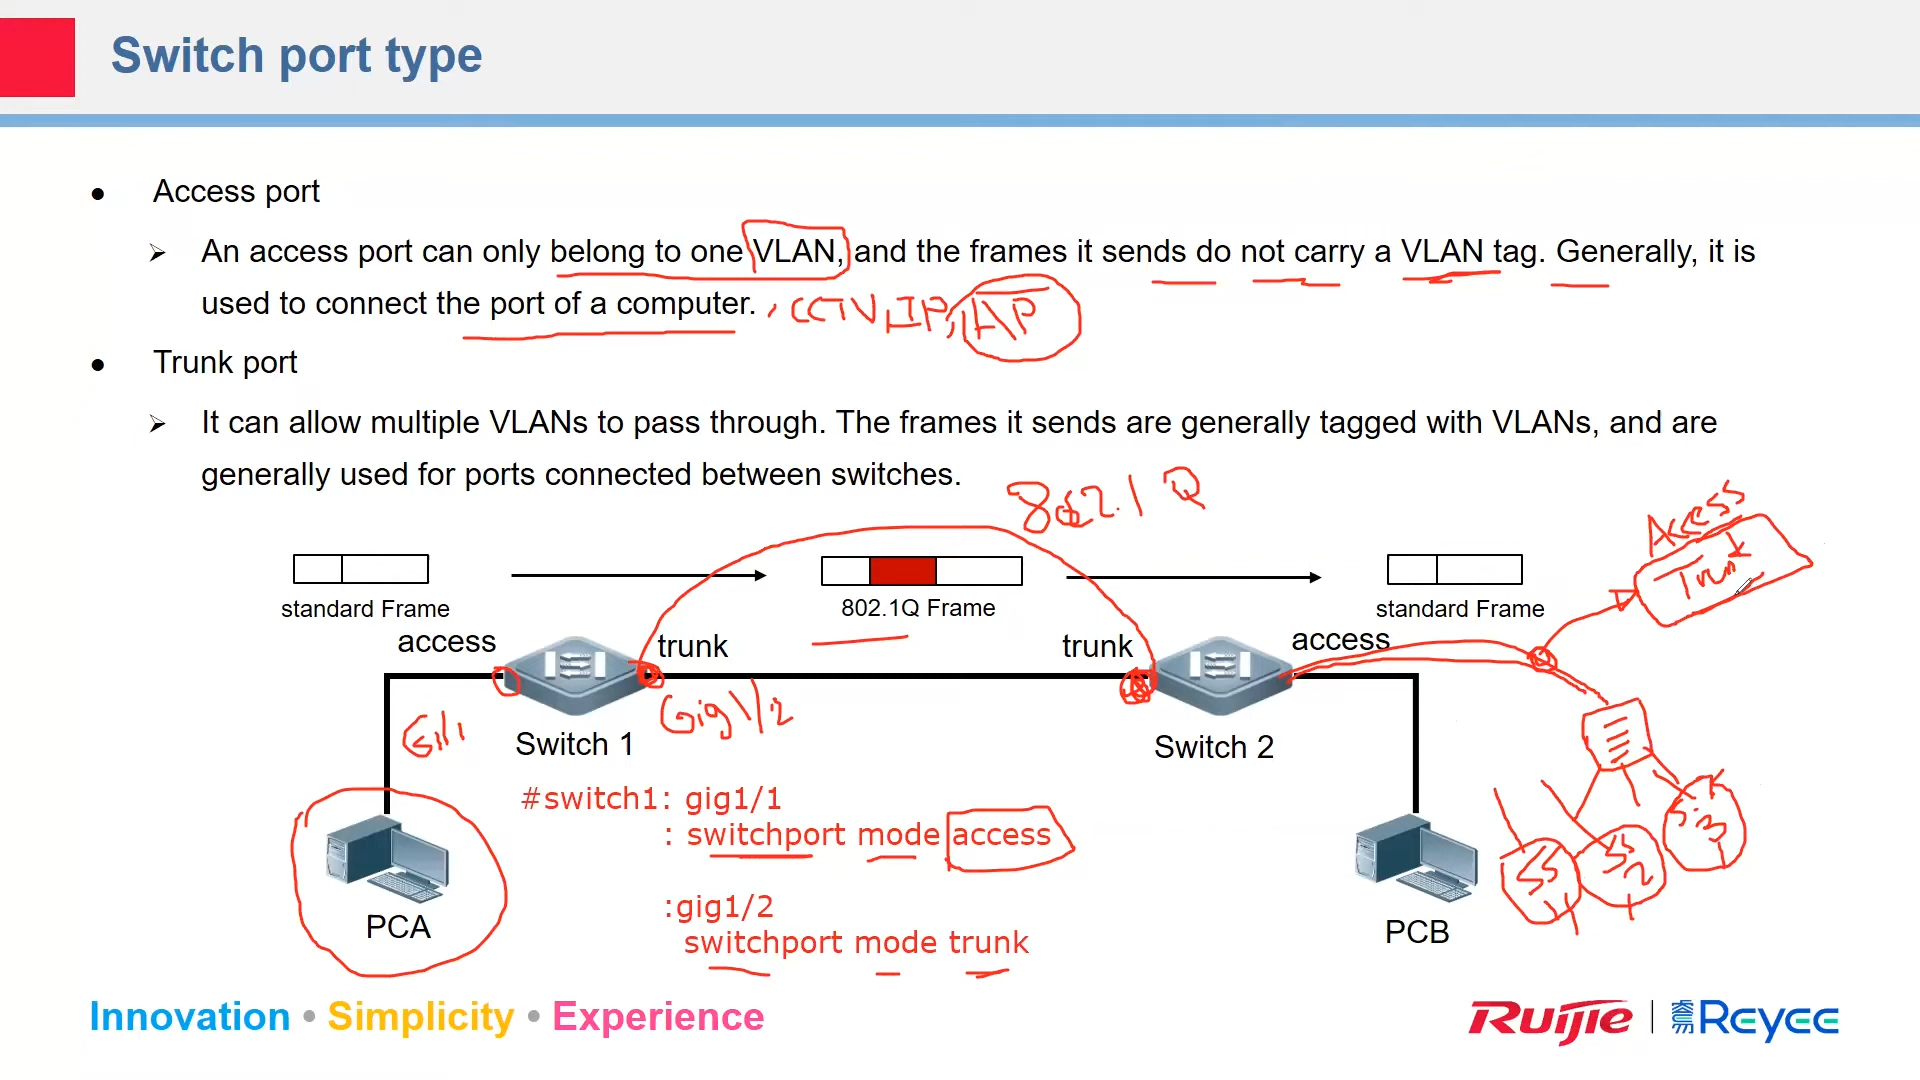 Switch port type
● Access port
➢ An access port can only belong to one VLAN, and the frames it sends do not carry a VLAN tag. Generally, it is
used to connect the port of a computer. , CCTV, IP, AP
● Trunk port
➢ It can allow multiple VLANs to pass through. The frames it sends are generally tagged with VLANs, and are
generally used for ports connected between switches.
802.1 Q
Access
Trunk
standard Frame
802.1Q Frame
standard Frame
access
trunk
trunk
access
G1/1
Gig1/2
Switch 1
Switch 2
#switch1: gig1/1
: switchport mode access
:gig1/2
switchport mode trunk
PCA
PCB
Innovation • Simplicity • Experience
Ruijie | 睿易 Reyee